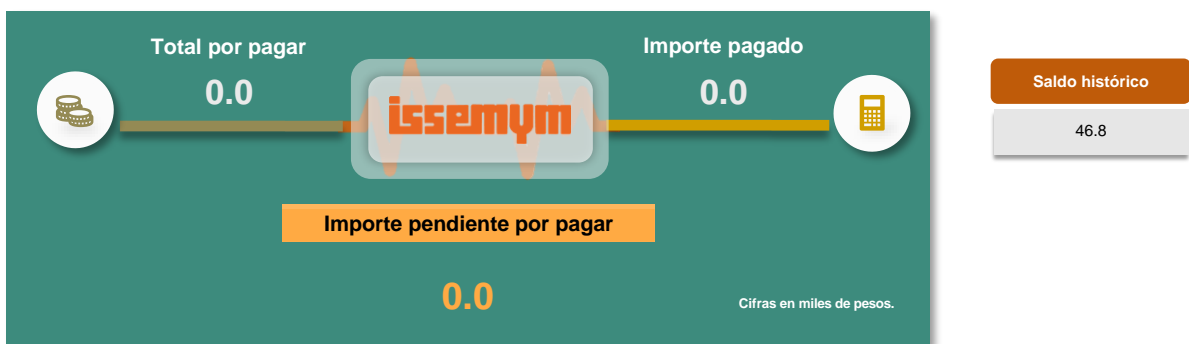 Total por pagar
0.0
issemym
Importe pagado
0.0
Importe pendiente por pagar
0.0
Cifras en miles de pesos.
Saldo histórico
46.8